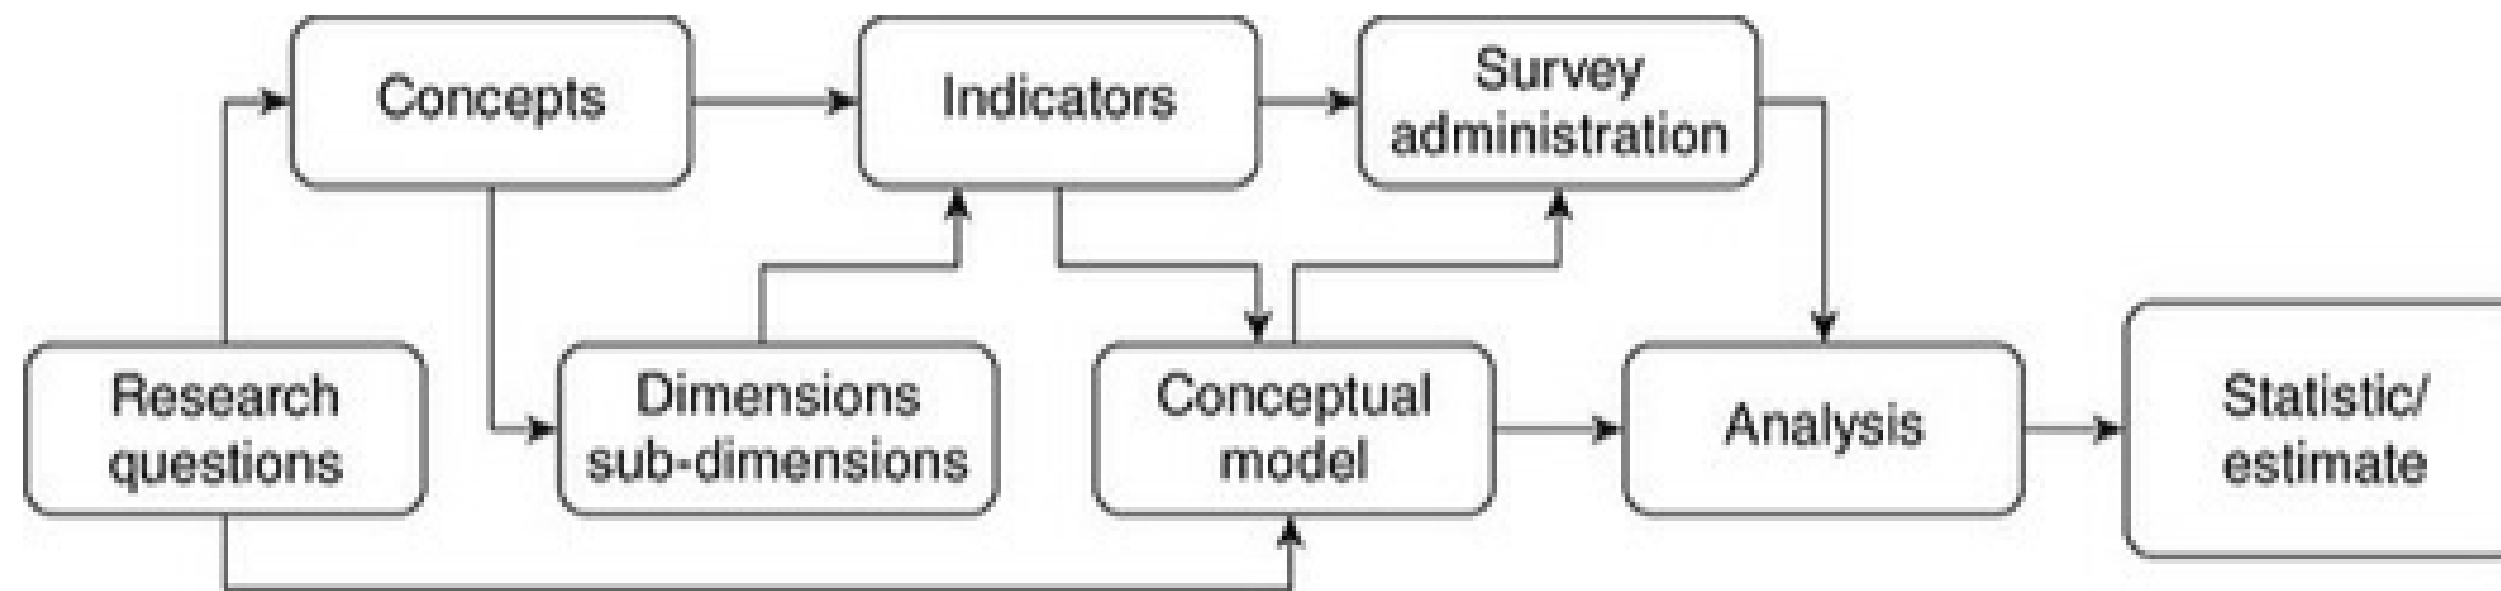 Concepts
Indicators
Survey
administration
Research
questions
Dimensions
sub-dimensions
Conceptual
model
Analysis
Statistic/
estimate